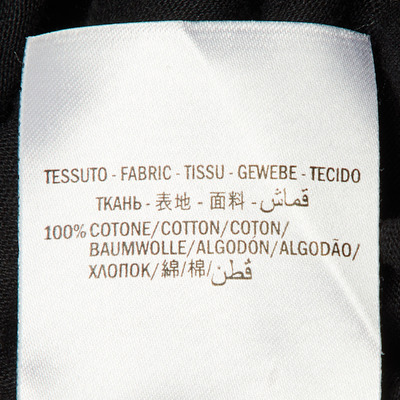 TESSUTO - FABRIC - TISSU - GEWEBE - TECIDO
ТКАНЬ - 表地 - 面料 - قماش
100% COTONE/COTTON/COTON/
BAUMWOLLE/ALGODÓN/ALGODÃO/
ХЛОПОК/綿/棉/قطن